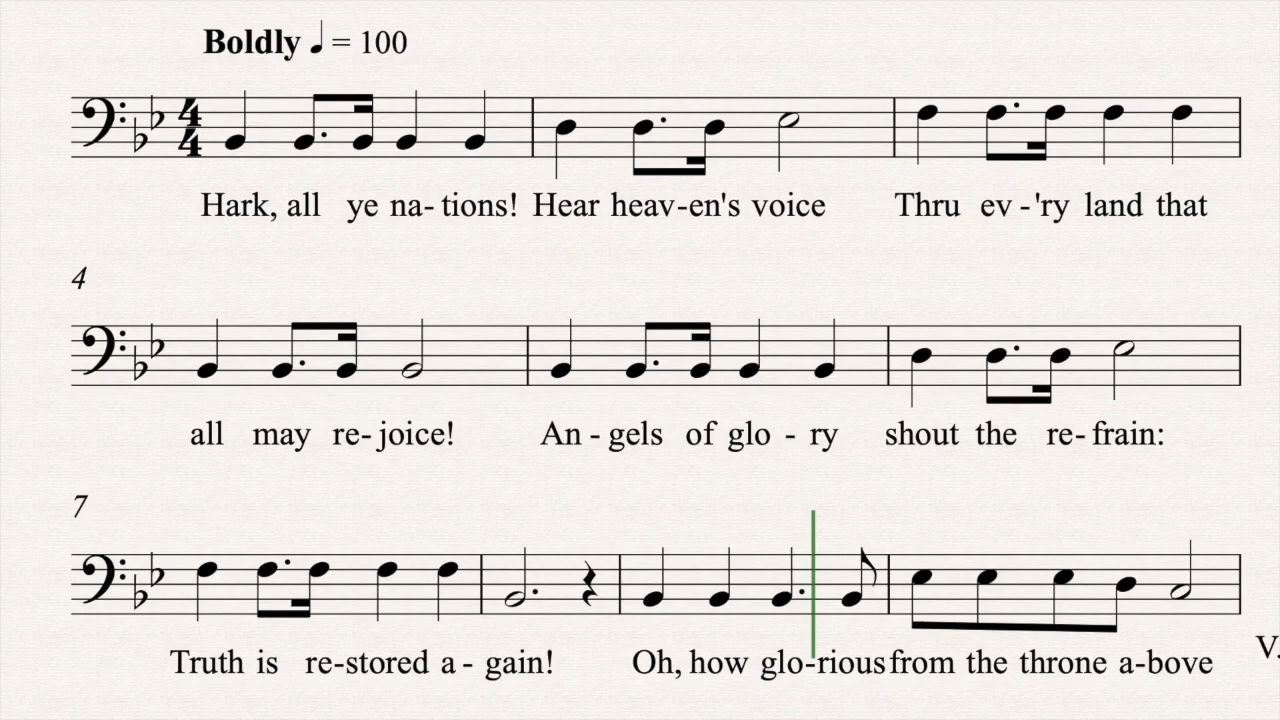 Boldly ♩ = 100
4
4
Hark, all ye na- tions! Hear heav-en's voice Thru ev -'ry land that
4
all may re- joice! An - gels of glo - ry shout the re- frain:
7
Truth is re-stored a - gain! Oh, how glo-rious from the throne a-bove
V.